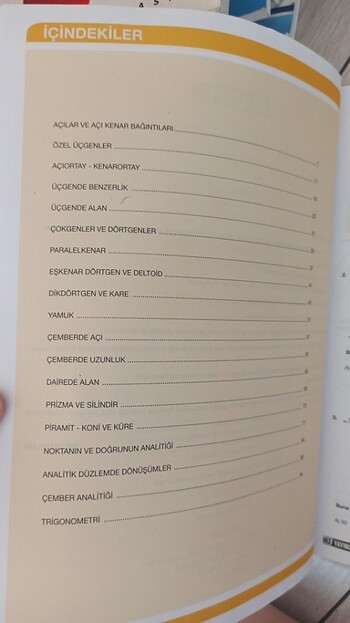 İÇİNDEKİLER
AÇILAR VE AÇI KENAR BAĞINTILARI
ÖZEL ÜÇGENLER
AÇIORTAY - KENARORTAY
ÜÇGENDE BENZERLİK
ÜÇGENDE ALAN
ÇOKGENLER VE DÖRTGENLER
PARALELKENAR
EŞKENAR DÖRTGEN VE DELTOİD
DİKDÖRTGEN VE KARE
YAMUK
ÇEMBERDE AÇI
ÇEMBERDE UZUNLUK
DAİREDE ALAN
PRİZMA VE SİLİNDİR
PİRAMİT - KONİ VE KÜRE
NOKTANIN VE DOĞRUNUN ANALİTİĞİ
ANALİTİK DÜZLEMDE DÖNÜŞÜMLER
ÇEMBER ANALİTİĞİ
TRİGONOMETRİ